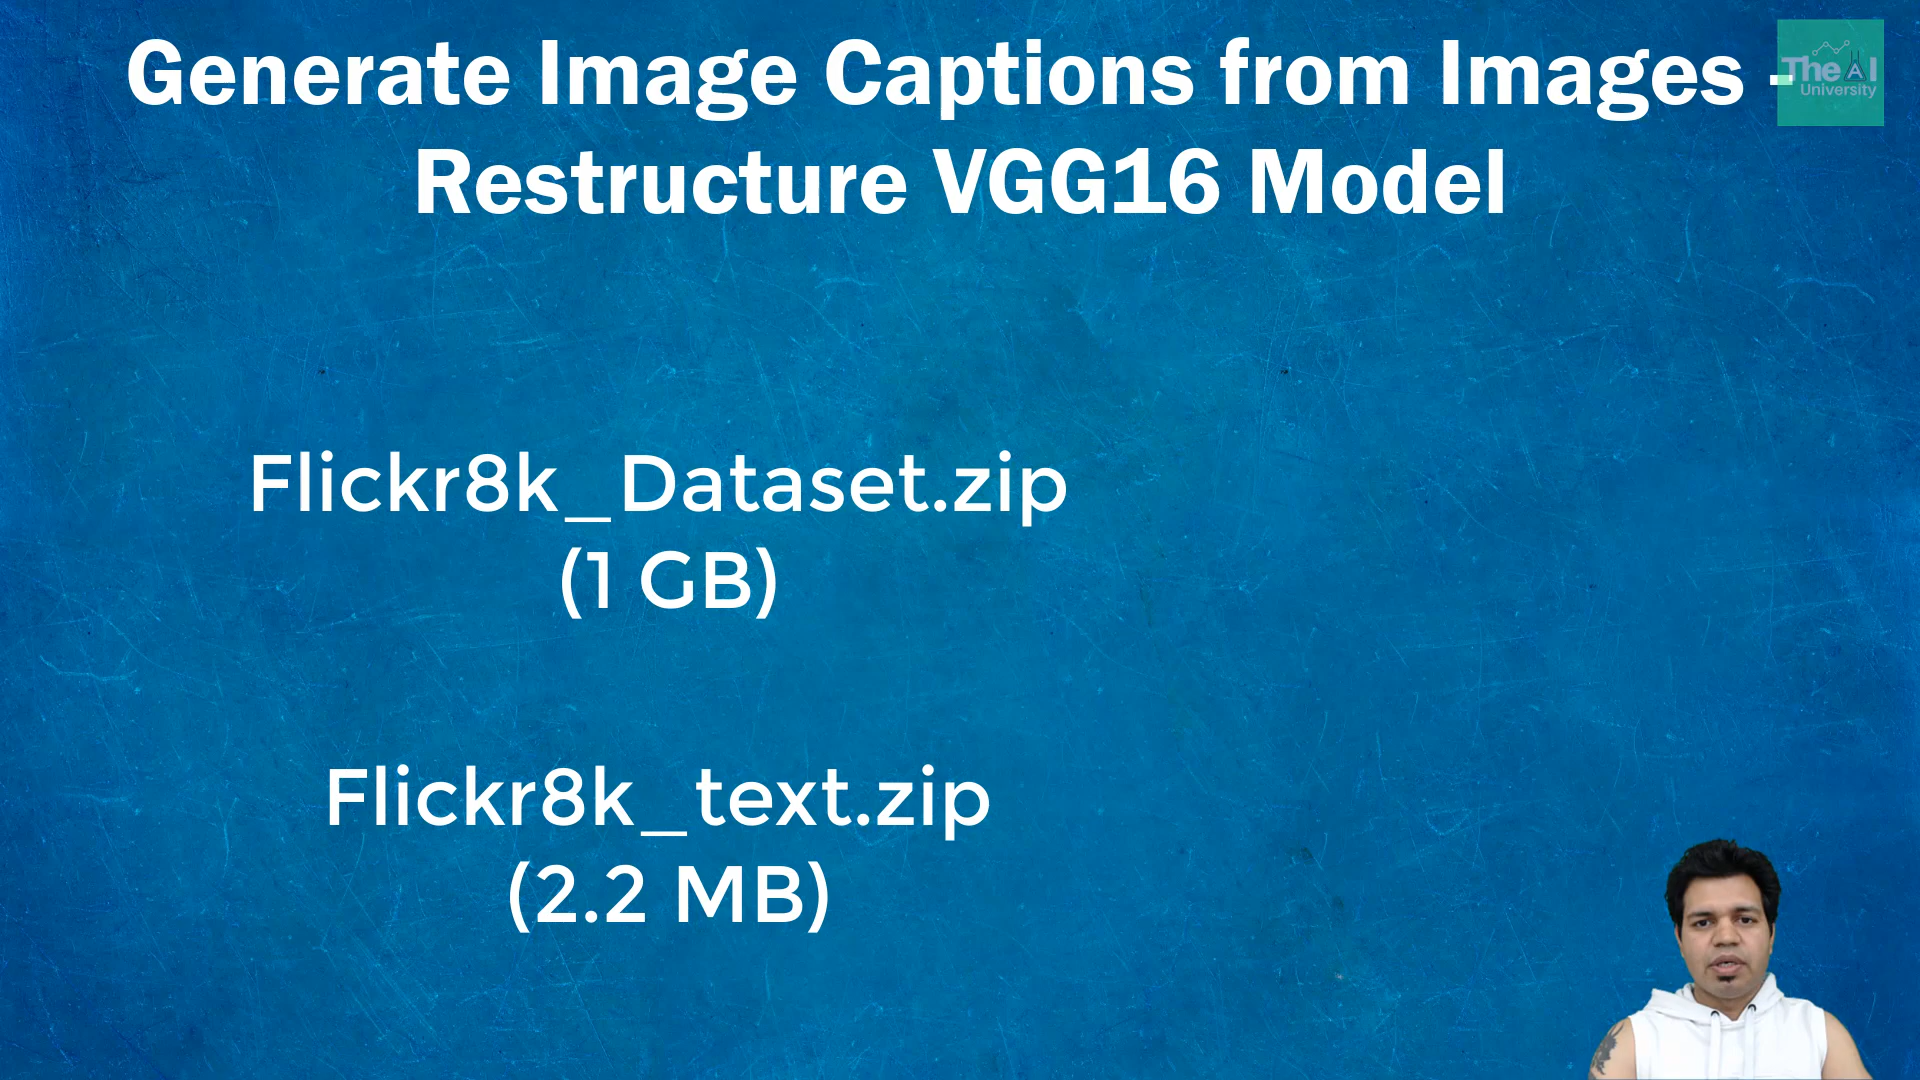 Generate Image Captions from Images -
Restructure VGG16 Model
The AI
University
Flickr8k_Dataset.zip
(1 GB)
Flickr8k_text.zip
(2.2 MB)